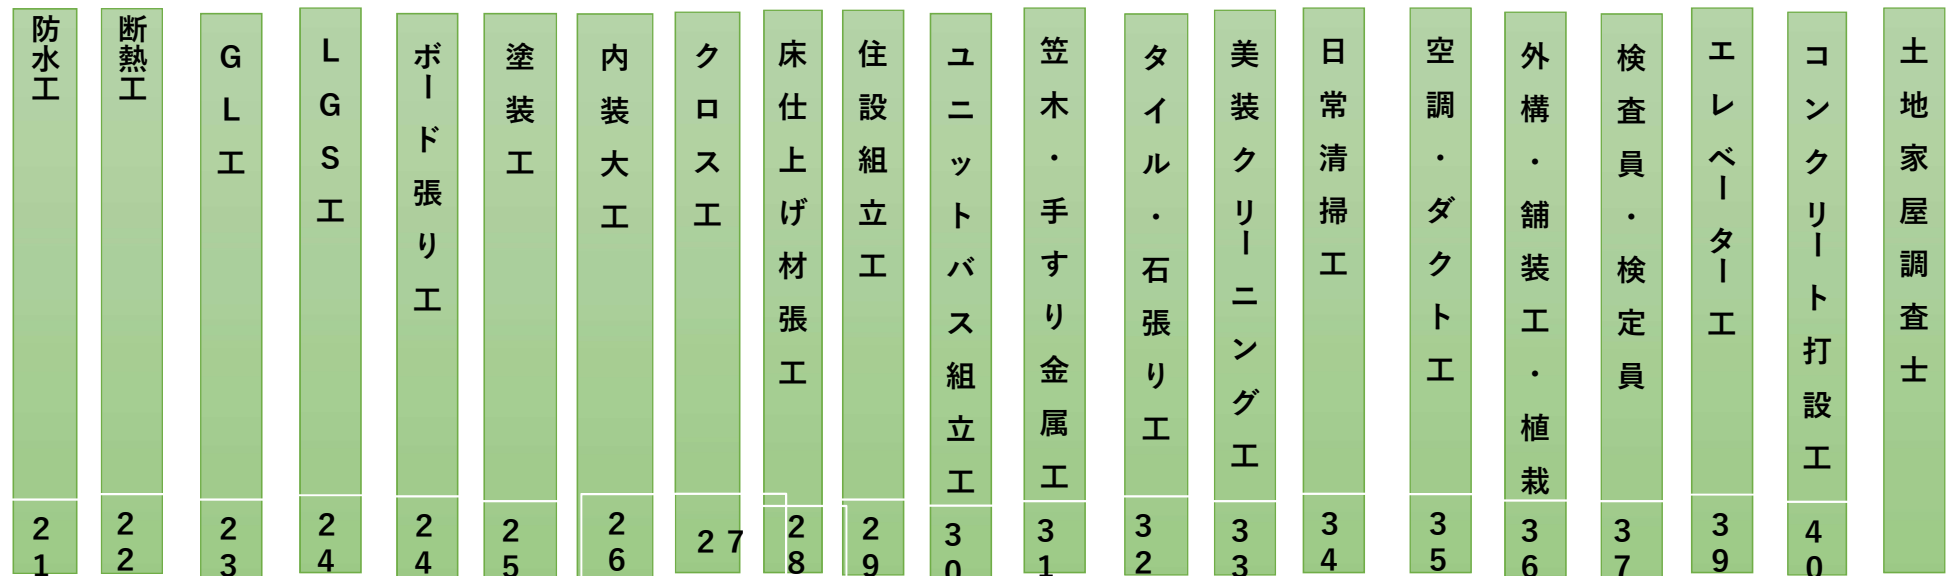 防水工
21
断熱工
22
GL工
23
LGS工
24
ボード張り工
24
塗装工
25
内装大工
26
クロス工
27
床仕上げ材張工
28
住設組立工
29
ユニットバス組立工
30
笠木・手すり金属工
31
タイル・石張り工
32
美装クリーニング工
33
日常清掃工
34
空調・ダクト工
35
外構・舗装工・植栽
36
検査員・検定員
37
エレベーター工
39
コンクリート打設工
40
土地家屋調査士